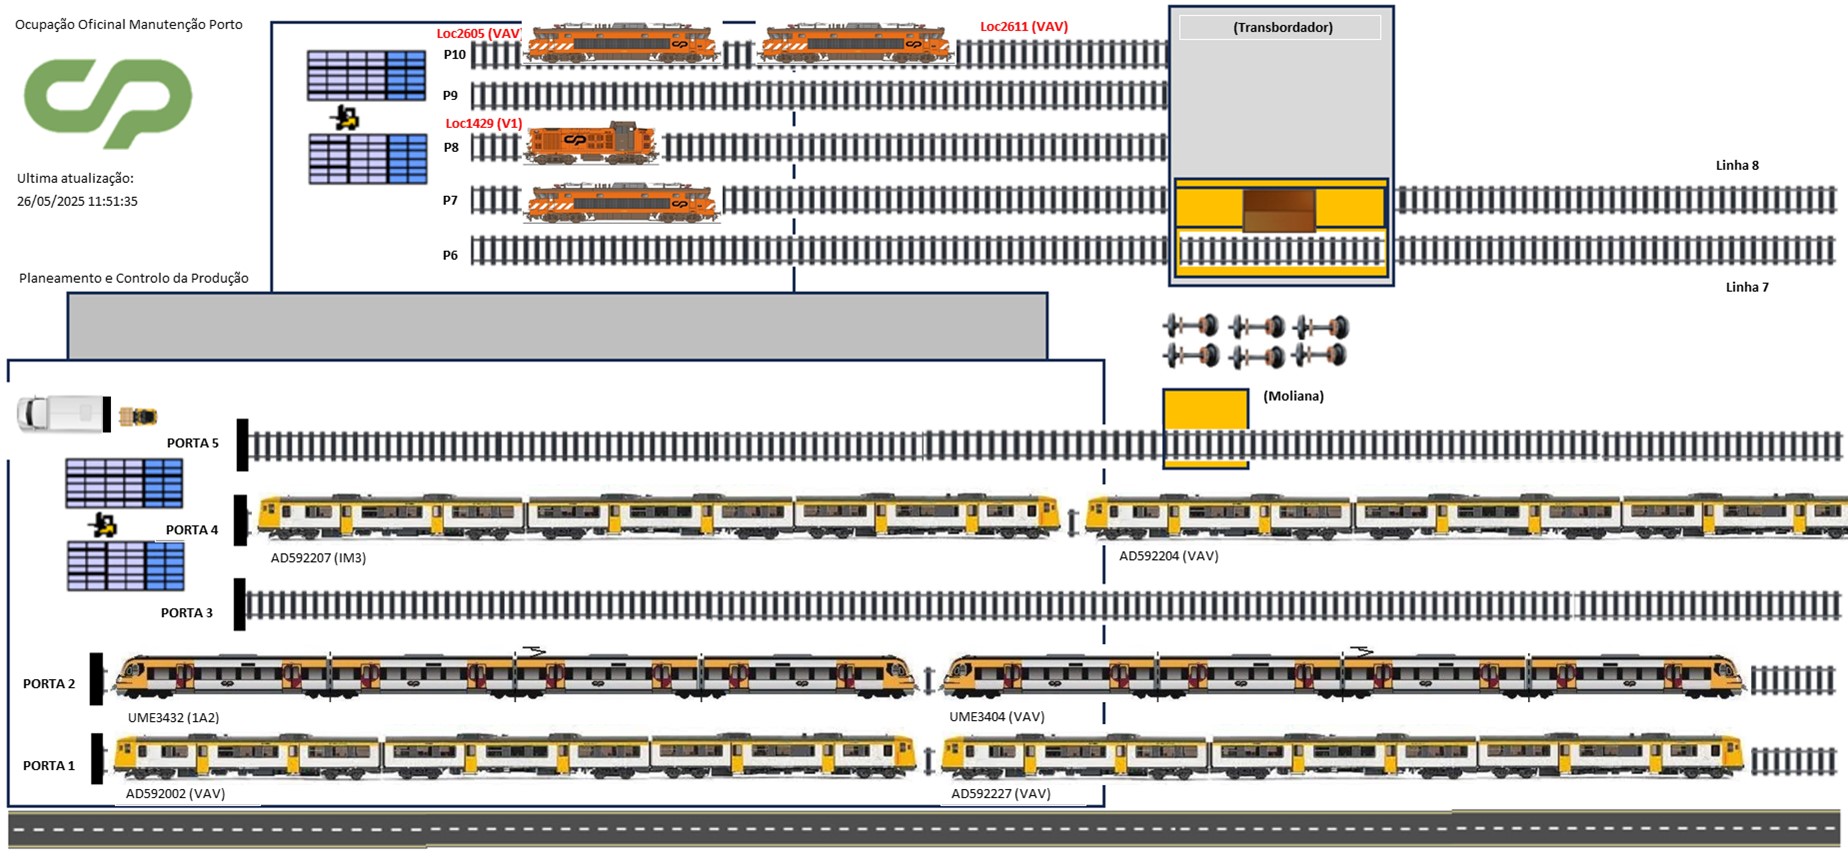 Ocupação Oficinal Manutenção Porto
Loc2605 (VAV)
Loc2611 (VAV)
(Transbordador)
P10
P9
Loc1429 (V1)
P8
Linha 8
Ultima atualização:
26/05/2025 11:51:35
P7
P6
Planeamento e Controlo da Produção
Linha 7
(Moliana)
PORTA 5
PORTA 4
AD592207 (IM3)
AD592204 (VAV)
PORTA 3
PORTA 2
UME3432 (1A2)
UME3404 (VAV)
PORTA 1
AD592002 (VAV)
AD592227 (VAV)